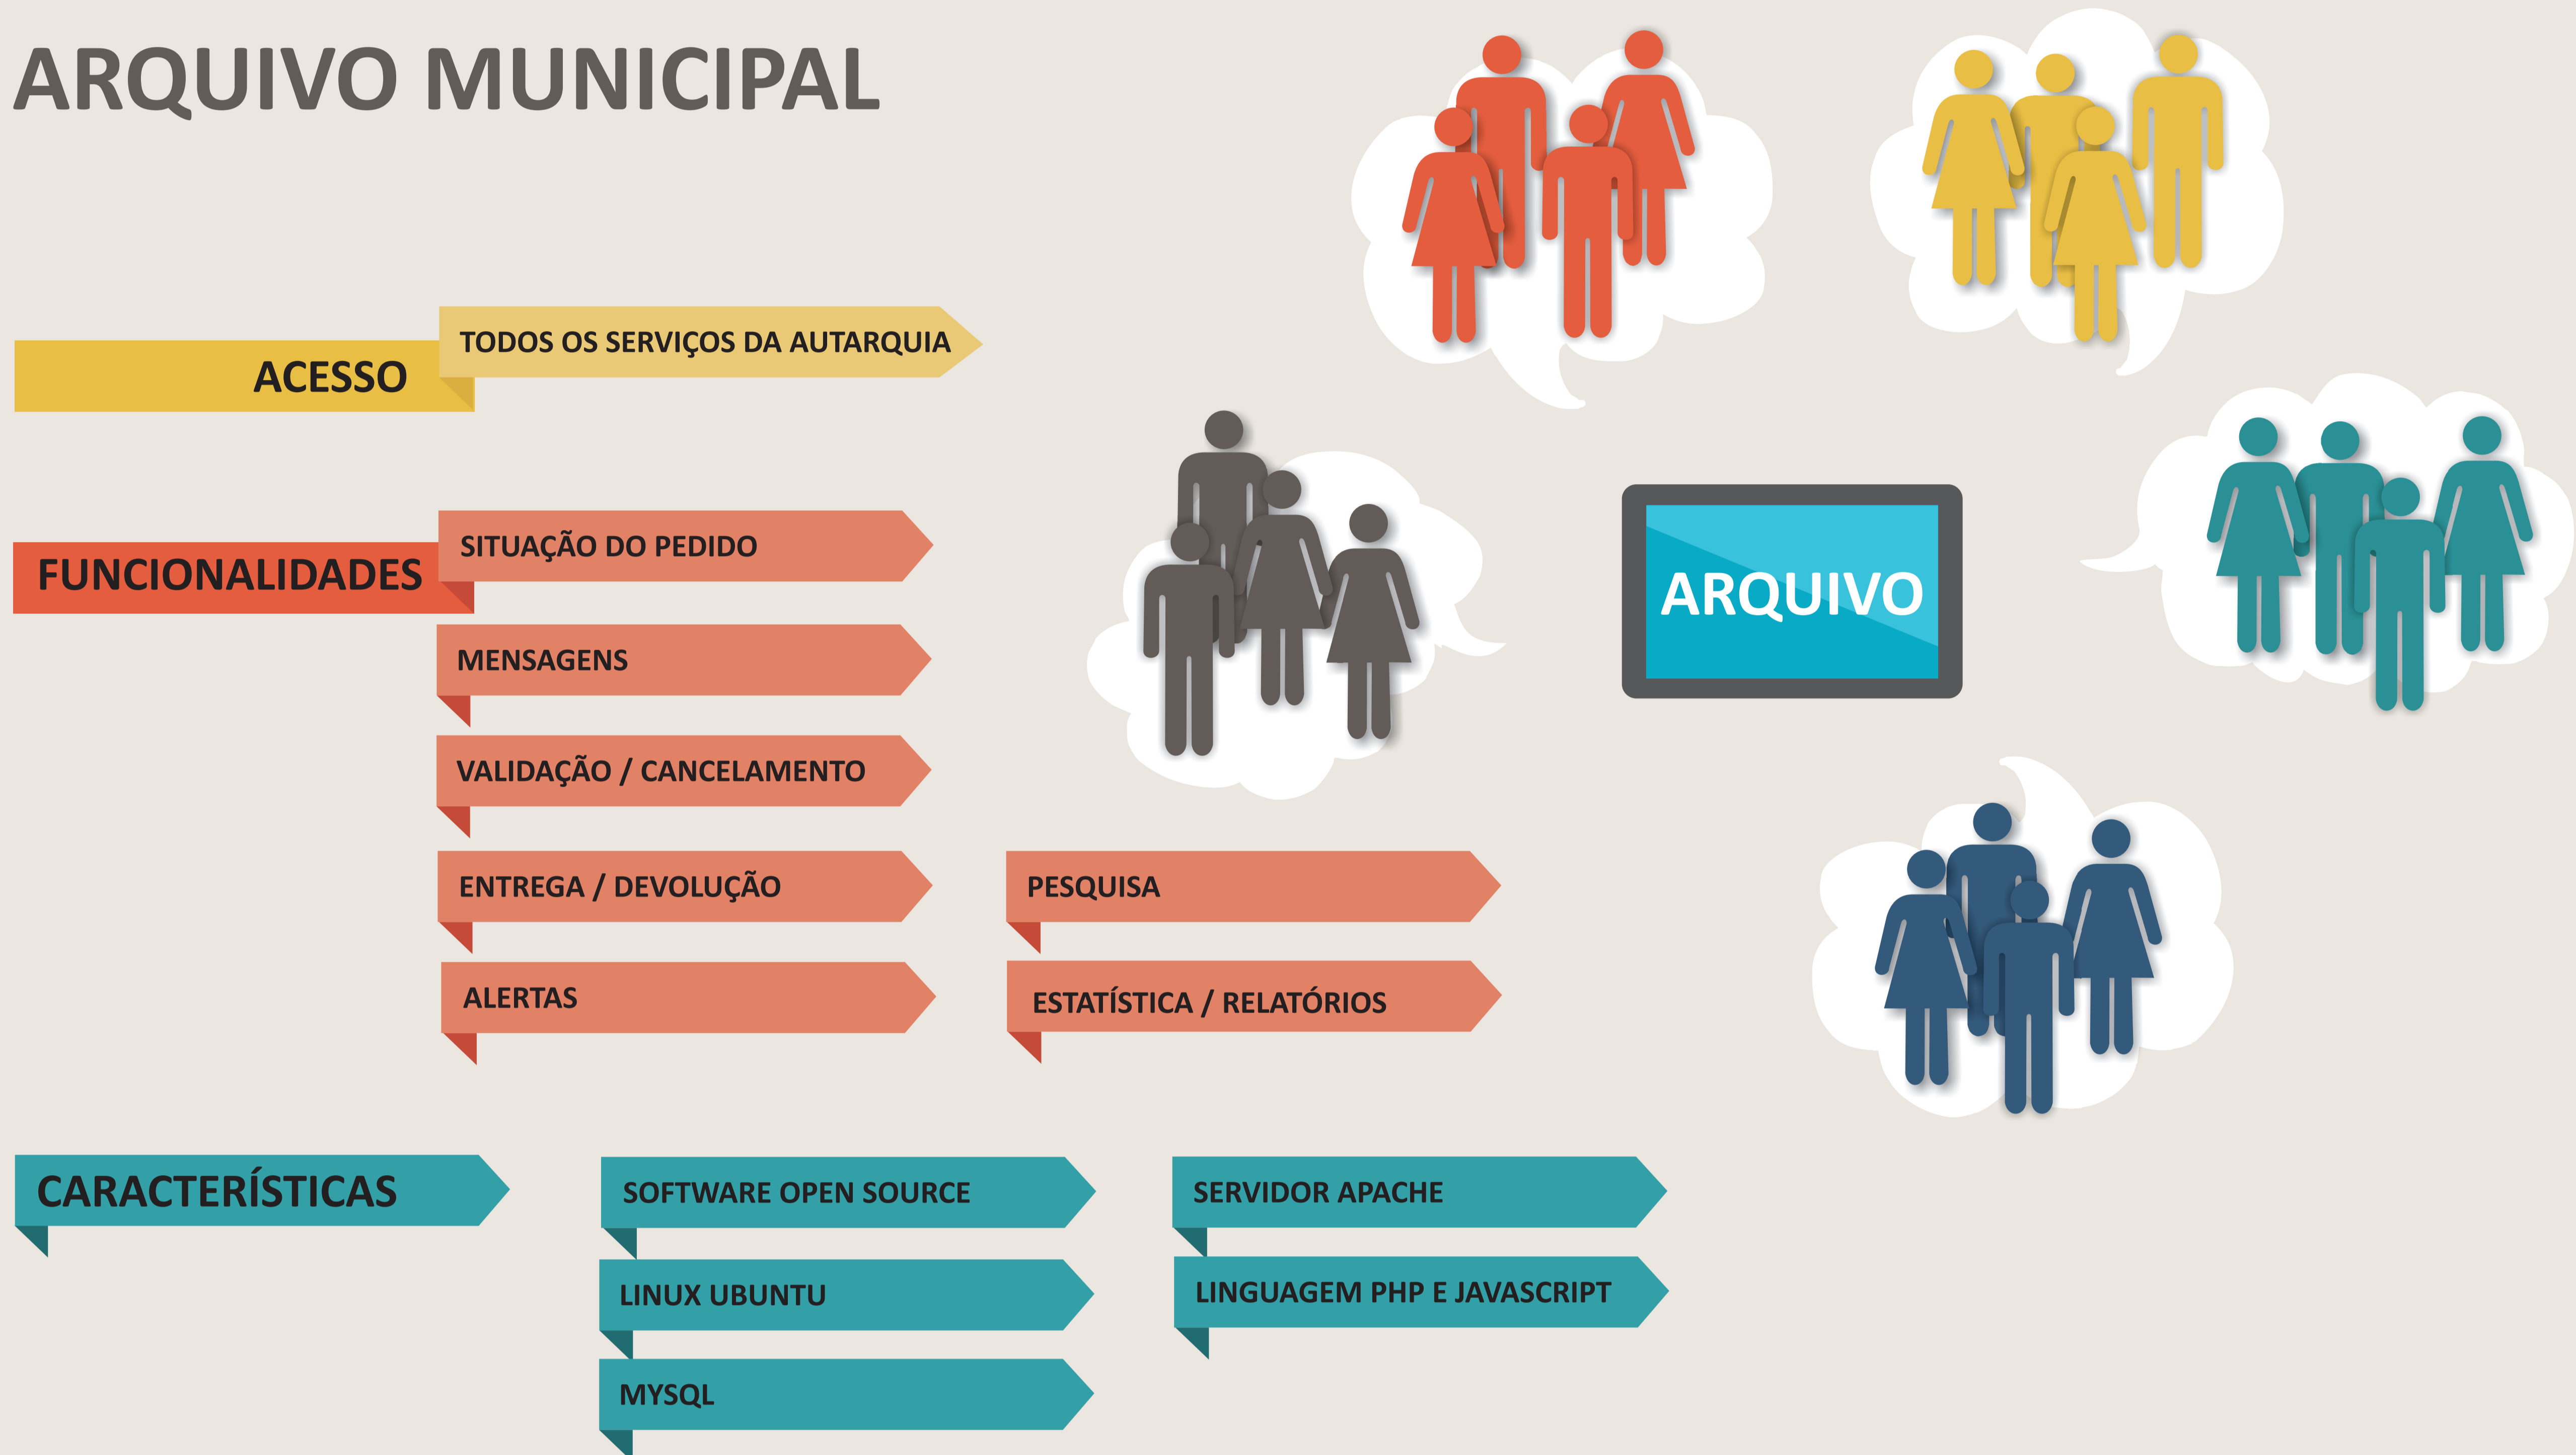 ARQUIVO MUNICIPAL
TODOS OS SERVIÇOS DA AUTARQUIA
ACESSO
SITUAÇÃO DO PEDIDO
FUNCIONALIDADES
MENSAGENS
VALIDAÇÃO / CANCELAMENTO
ENTREGA / DEVOLUÇÃO
PESQUISA
ALERTAS
ESTATÍSTICA / RELATÓRIOS
ARQUIVO
CARACTERÍSTICAS
SOFTWARE OPEN SOURCE
SERVIDOR APACHE
LINUX UBUNTU
LINGUAGEM PHP E JAVASCRIPT
MYSQL